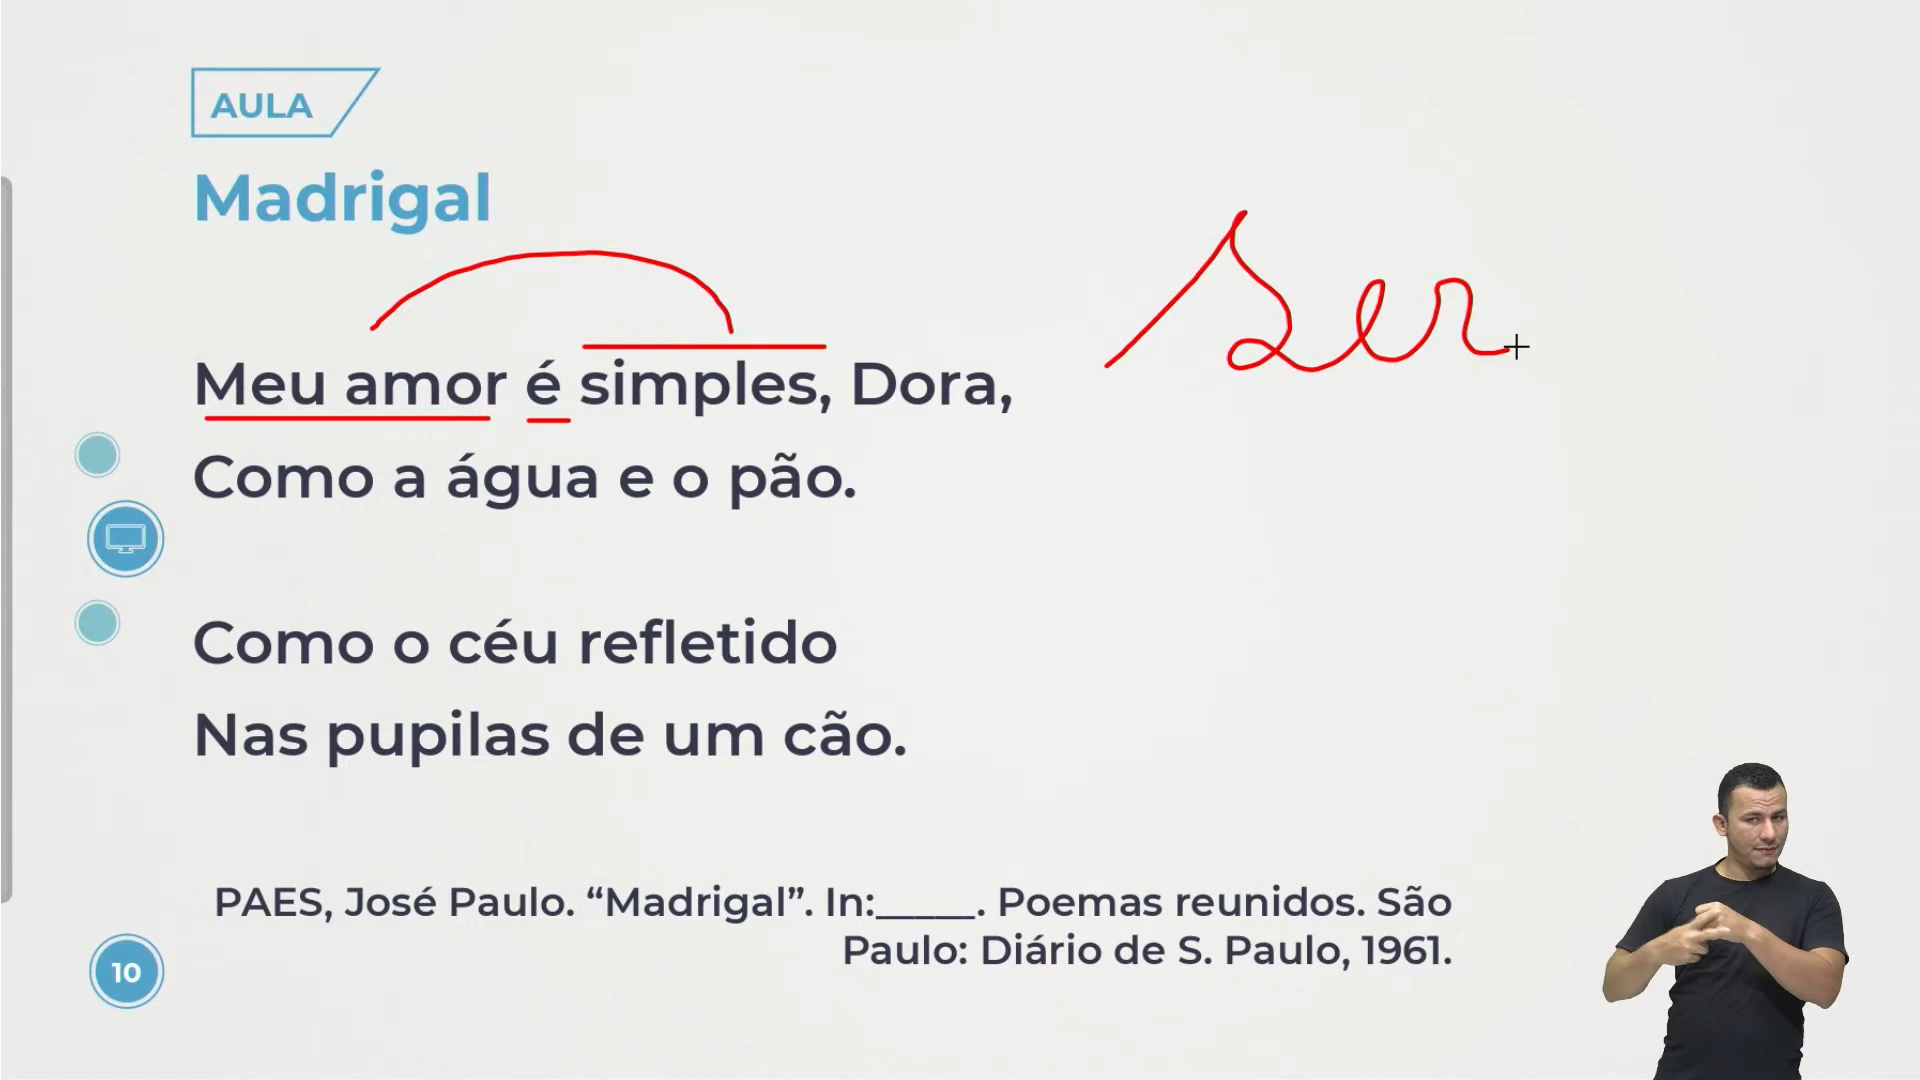 AULA
Madrigal
ser
Meu amor é simples, Dora,
Como a água e o pão.
Como o céu refletido
Nas pupilas de um cão.
PAES, José Paulo. “Madrigal”. In:_____. Poemas reunidos. São
Paulo: Diário de S. Paulo, 1961.
10